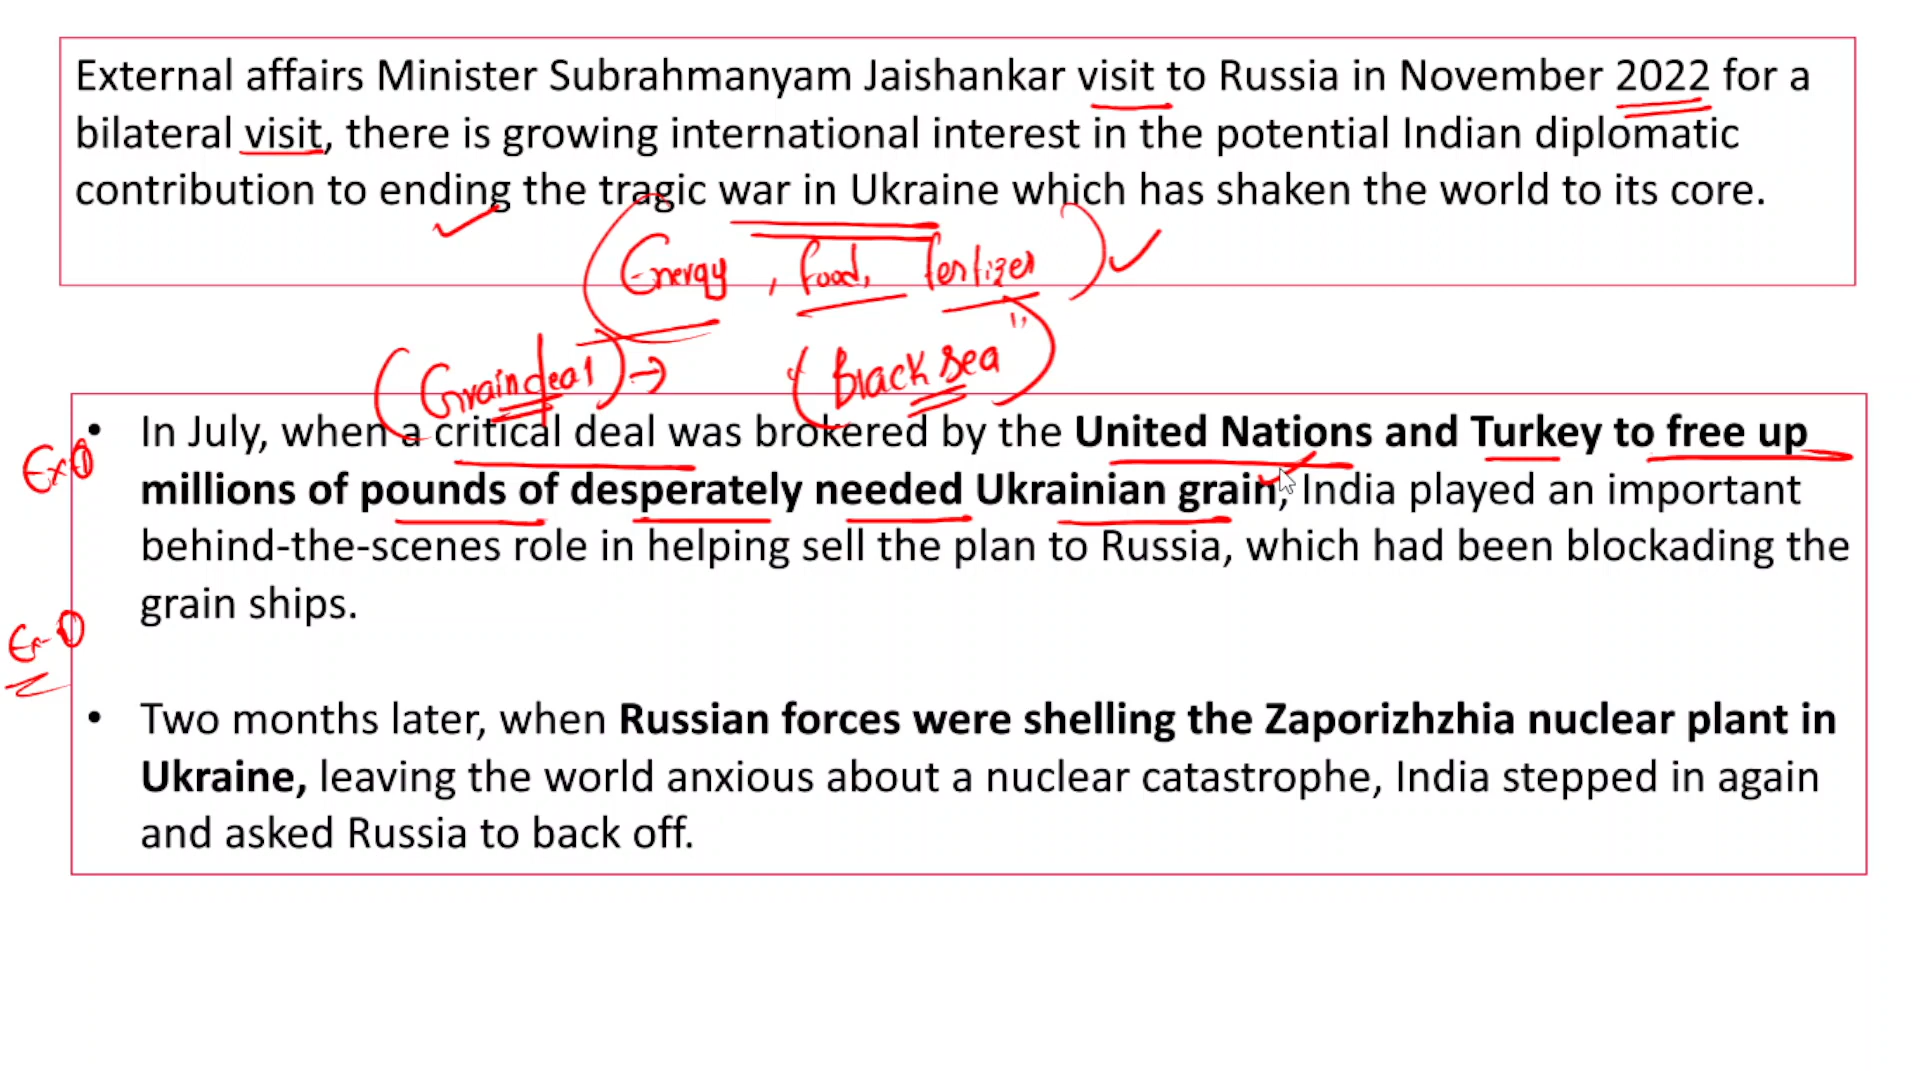 External affairs Minister Subrahmanyam Jaishankar visit to Russia in November 2022 for a
bilateral visit, there is growing international interest in the potential Indian diplomatic
contribution to ending the tragic war in Ukraine which has shaken the world to its core.
Energy, food, fertizer
(Graindeal) → (Black sea")
• In July, when a critical deal was brokered by the United Nations and Turkey to free up
Ex①
millions of pounds of desperately needed Ukrainian grain, India played an important
behind-the-scenes role in helping sell the plan to Russia, which had been blockading the
grain ships.
• Two months later, when Russian forces were shelling the Zaporizhzhia nuclear plant in
Ukraine, leaving the world anxious about a nuclear catastrophe, India stepped in again
and asked Russia to back off.